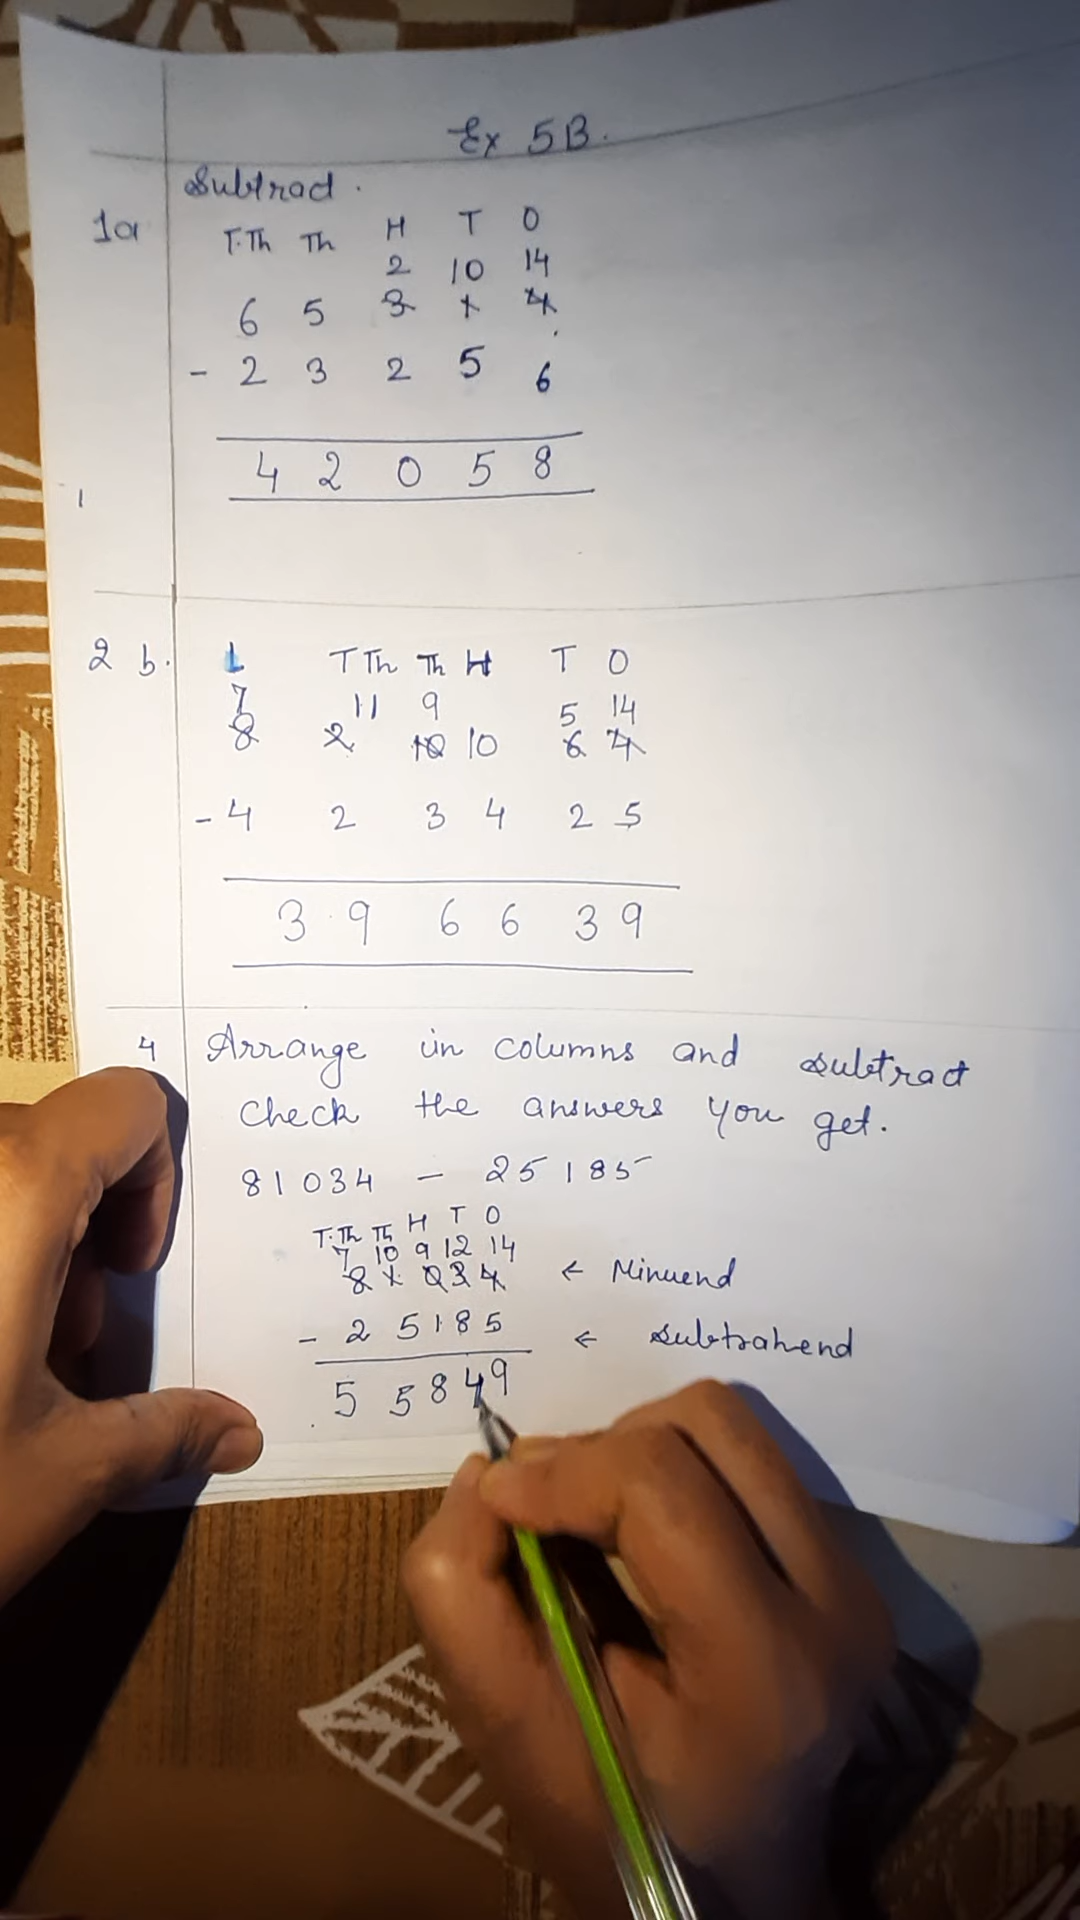 Ex 5B.
Subtract.
1a
T.Th Th H T O
2 10 14
6 5 3 1 4
- 2 3 2 5 6
4 2 0 5 8
2 b. L T Th Th H T O
7 11 9 5 14
8 2 10 10 6 4
- 4 2 3 4 2 5
3 9 6 6 3 9
4 Arrange in columns and subtract
Check the answers you get.
81034 - 25185
T.Th Th H T O
7 10 9 12 14
8 1 0 3 4 ← Minuend
- 2 5 1 8 5 ← Subtrahend
5 5 8 4 9